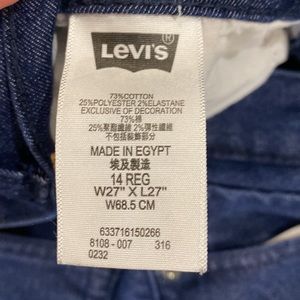 LEVI'S
73%COTTON
25%POLYESTER 2%ELASTANE
EXCLUSIVE OF DECORATION
73%棉
25%聚酯纖維 2%彈性纖維
不包括裝飾部分
MADE IN EGYPT
埃及製造
14 REG
W27" X L27"
W68.5 CM
633716150266
8108 - 007 316
0232